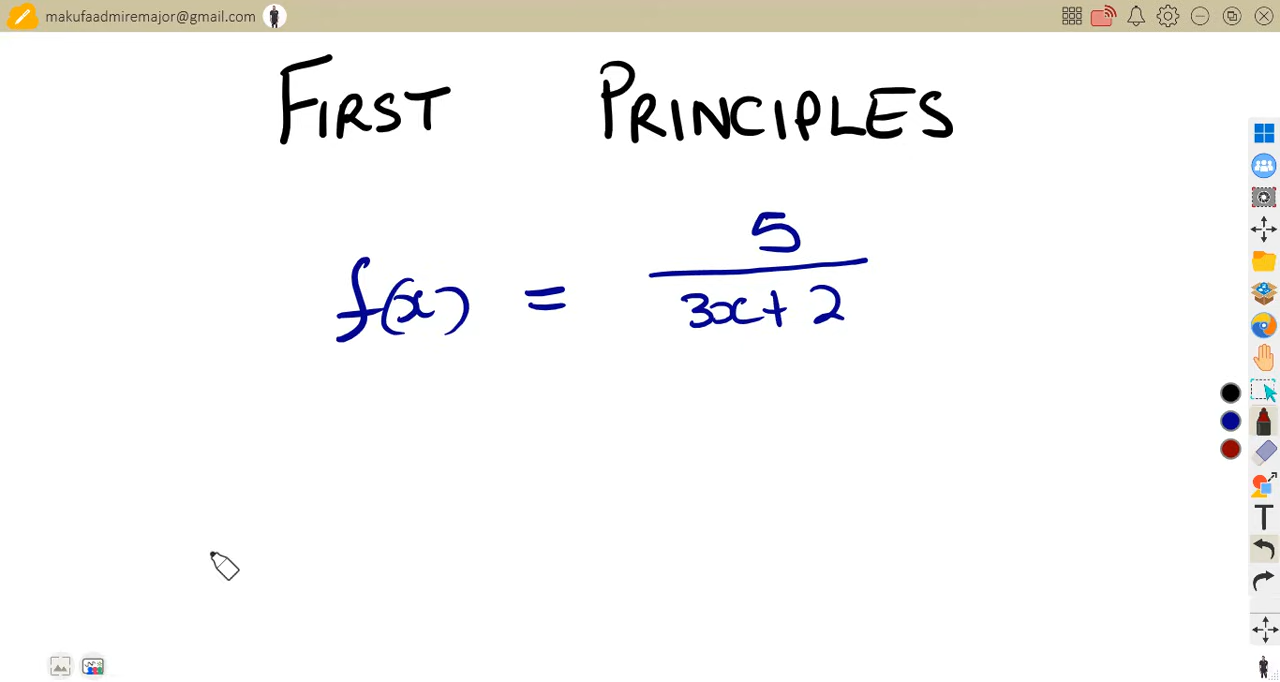 makufaadmiremajor@gmail.com
FIRST PRINCIPLES
f(x) = 5/(3x+2)
T